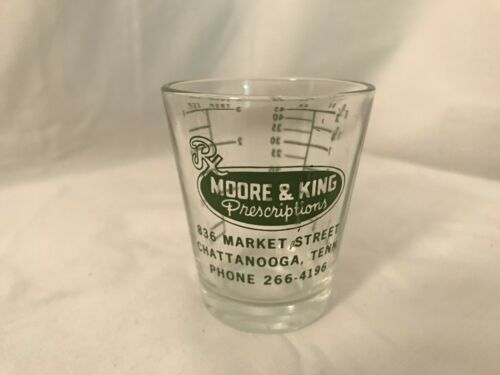 Rx
MOORE & KING
Prescriptions
836 MARKET STREET
CHATTANOOGA, TENN.
PHONE 266-4196